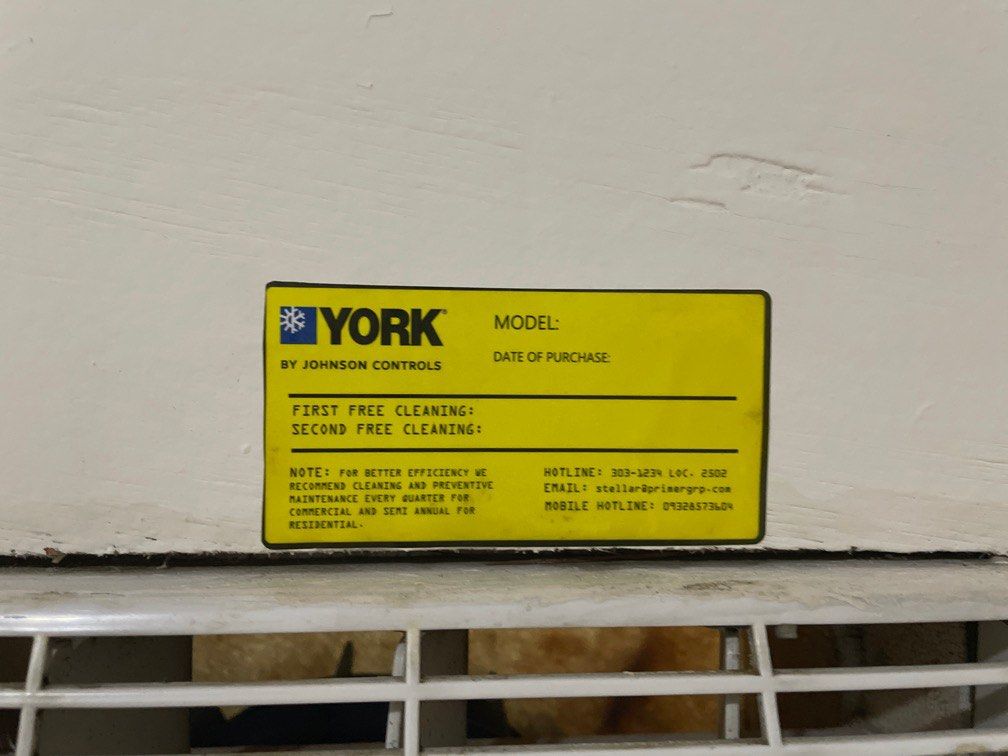 YORK®
BY JOHNSON CONTROLS
MODEL:
DATE OF PURCHASE:
FIRST FREE CLEANING:
SECOND FREE CLEANING:
NOTE: FOR BETTER EFFICIENCY WE
RECOMMEND CLEANING AND PREVENTIVE
MAINTENANCE EVERY QUARTER FOR
COMMERCIAL AND SEMI ANNUAL FOR
RESIDENTIAL.
HOTLINE: 303-1234 LOC. 2502
EMAIL: stellar@primergrp.com
MOBILE HOTLINE: 09328573604